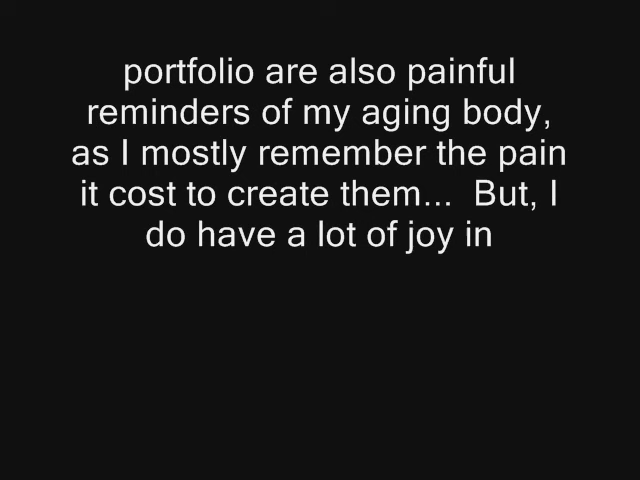 portfolio are also painful
reminders of my aging body,
as I mostly remember the pain
it cost to create them...  But, I
do have a lot of joy in